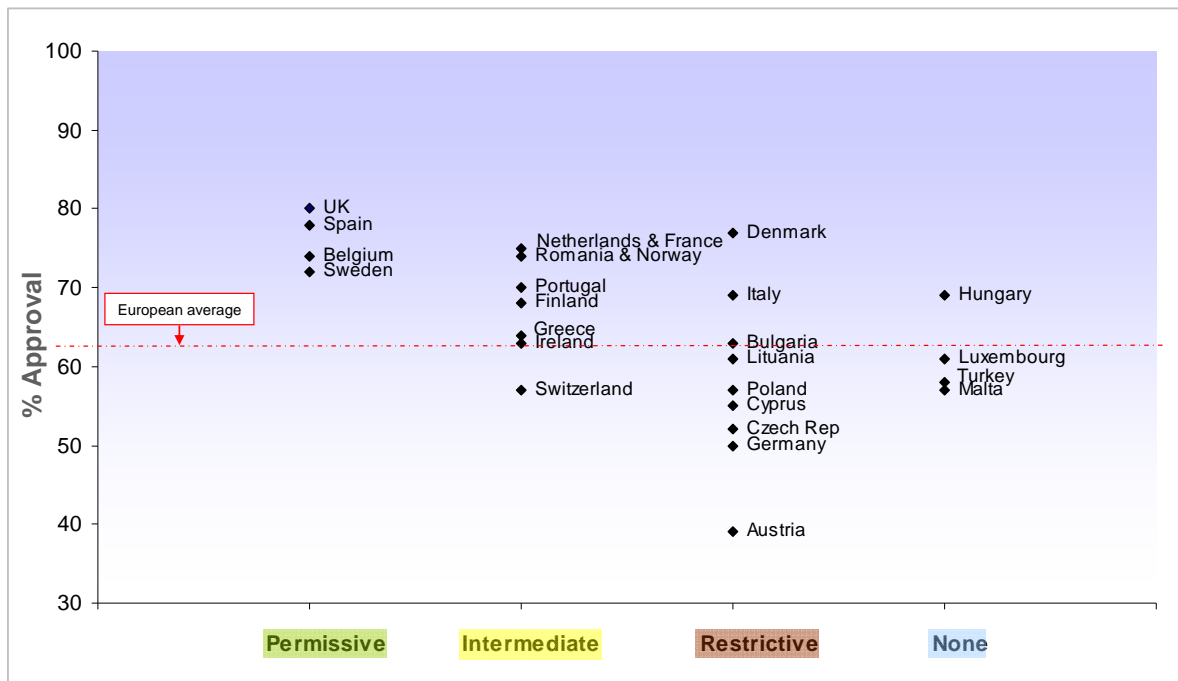 100
90
80
70
60
50
40
30
% Approval
European average
UK
Spain
Belgium
Sweden
Netherlands & France
Romania & Norway
Portugal
Finland
Greece
Ireland
Switzerland
Denmark
Italy
Bulgaria
Lituania
Poland
Cyprus
Czech Rep
Germany
Austria
Hungary
Luxembourg
Turkey
Malta
Permissive
Intermediate
Restrictive
None